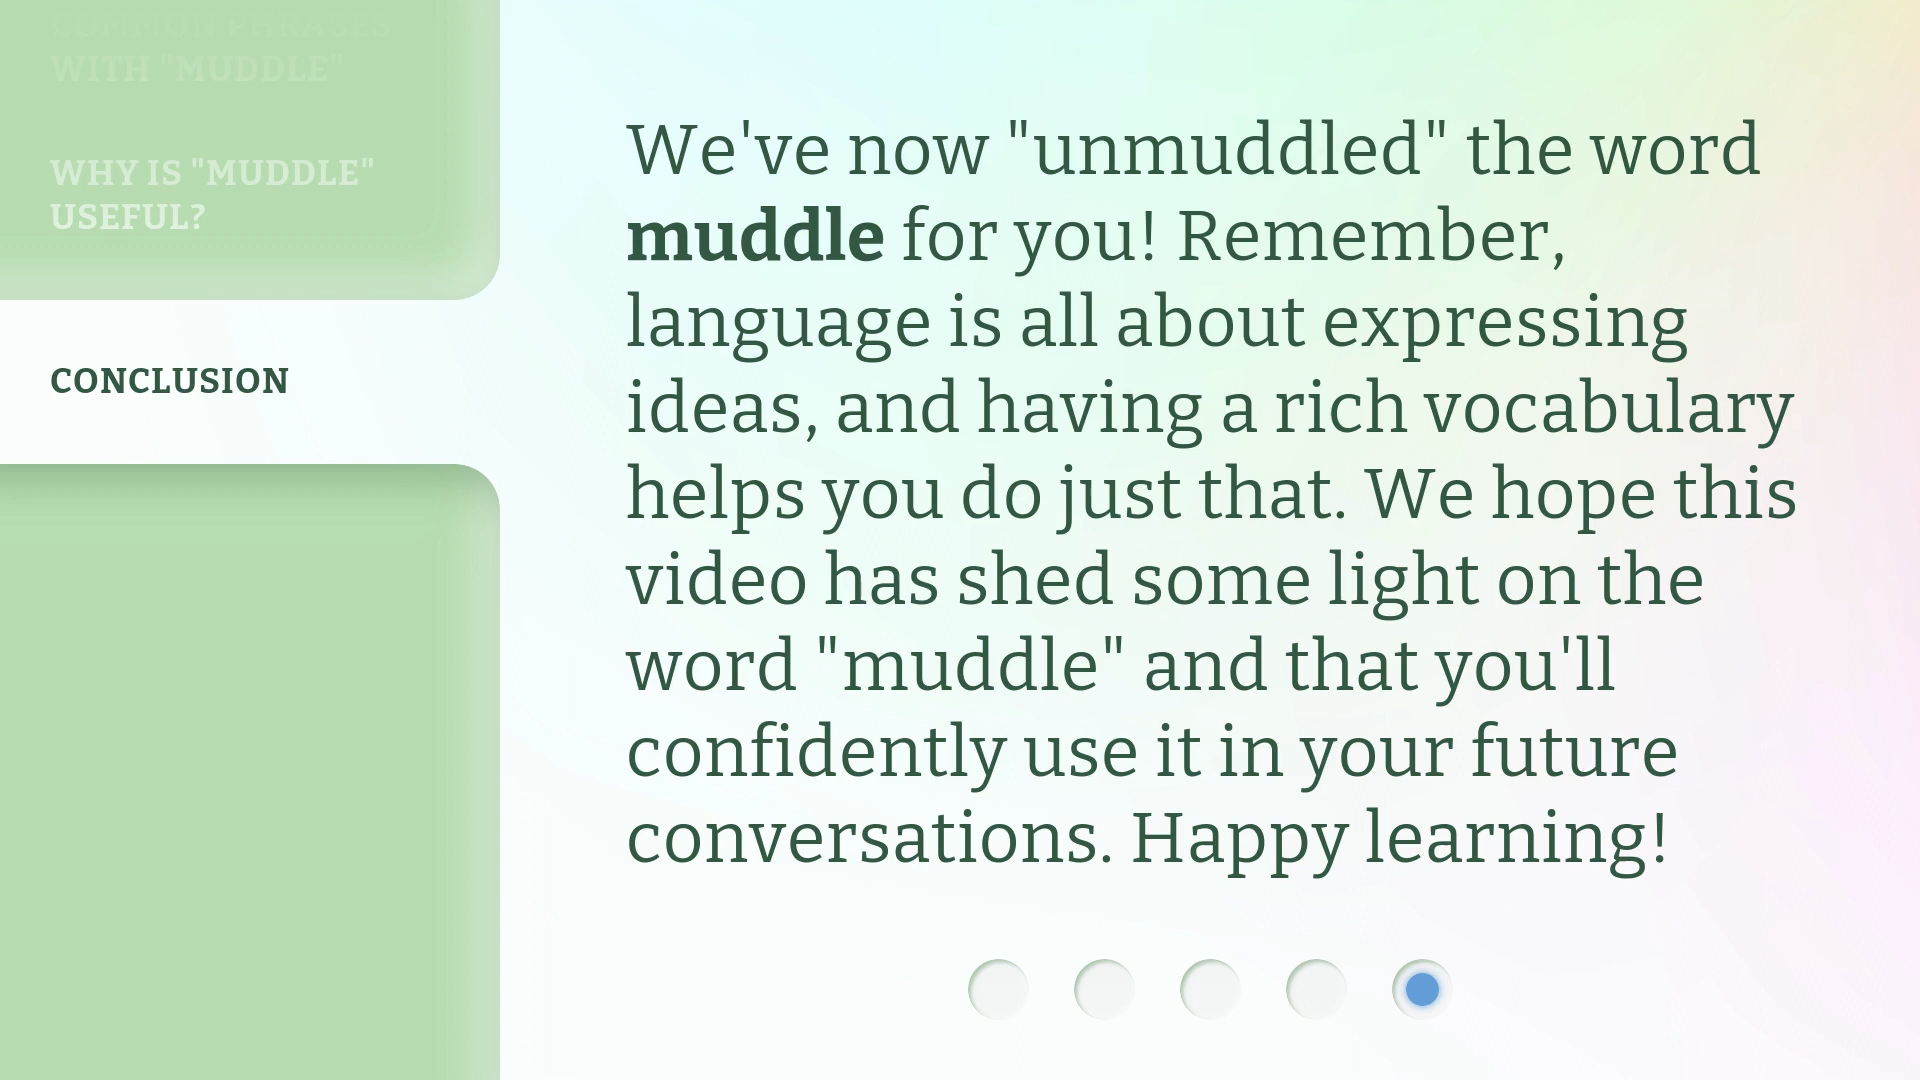 COMMON PHRASES
WITH "MUDDLE"
WHY IS "MUDDLE"
USEFUL?
CONCLUSION
We've now "unmuddled" the word
muddle for you! Remember,
language is all about expressing
ideas, and having a rich vocabulary
helps you do just that. We hope this
video has shed some light on the
word "muddle" and that you'll
confidently use it in your future
conversations. Happy learning!